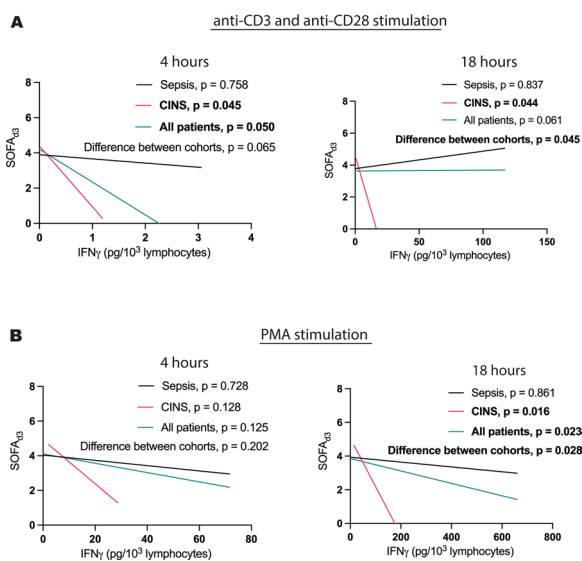 A
anti-CD3 and anti-CD28 stimulation
4 hours
Sepsis, p = 0.758
CINS, p = 0.045
All patients, p = 0.050
Difference between cohorts, p = 0.065
8
6
4
2
0
SOFAd3
0 1 2 3 4
IFNγ (pg/10³ lymphocytes)
18 hours
Sepsis, p = 0.837
CINS, p = 0.044
All patients, p = 0.061
Difference between cohorts, p = 0.045
8
6
4
2
0
SOFAd3
0 50 100 150
IFNγ (pg/10³ lymphocytes)
B
PMA stimulation
4 hours
Sepsis, p = 0.728
CINS, p = 0.128
All patients, p = 0.125
Difference between cohorts, p = 0.202
8
6
4
2
0
SOFAd3
0 20 40 60 80
IFNγ (pg/10³ lymphocytes)
18 hours
Sepsis, p = 0.861
CINS, p = 0.016
All patients, p = 0.023
Difference between cohorts, p = 0.028
8
6
4
2
0
SOFAd3
0 200 400 600 800
IFNγ (pg/10³ lymphocytes)